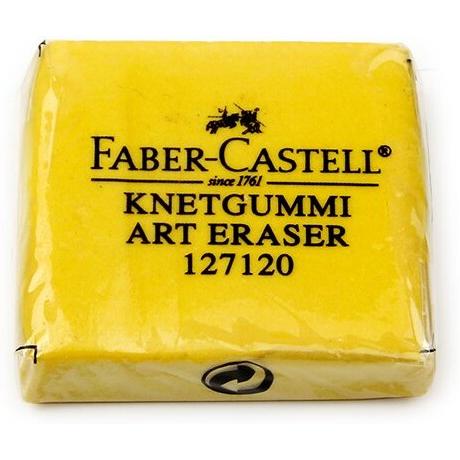 FABER-CASTELL®
since 1761
KNETGUMMI
ART ERASER
127120